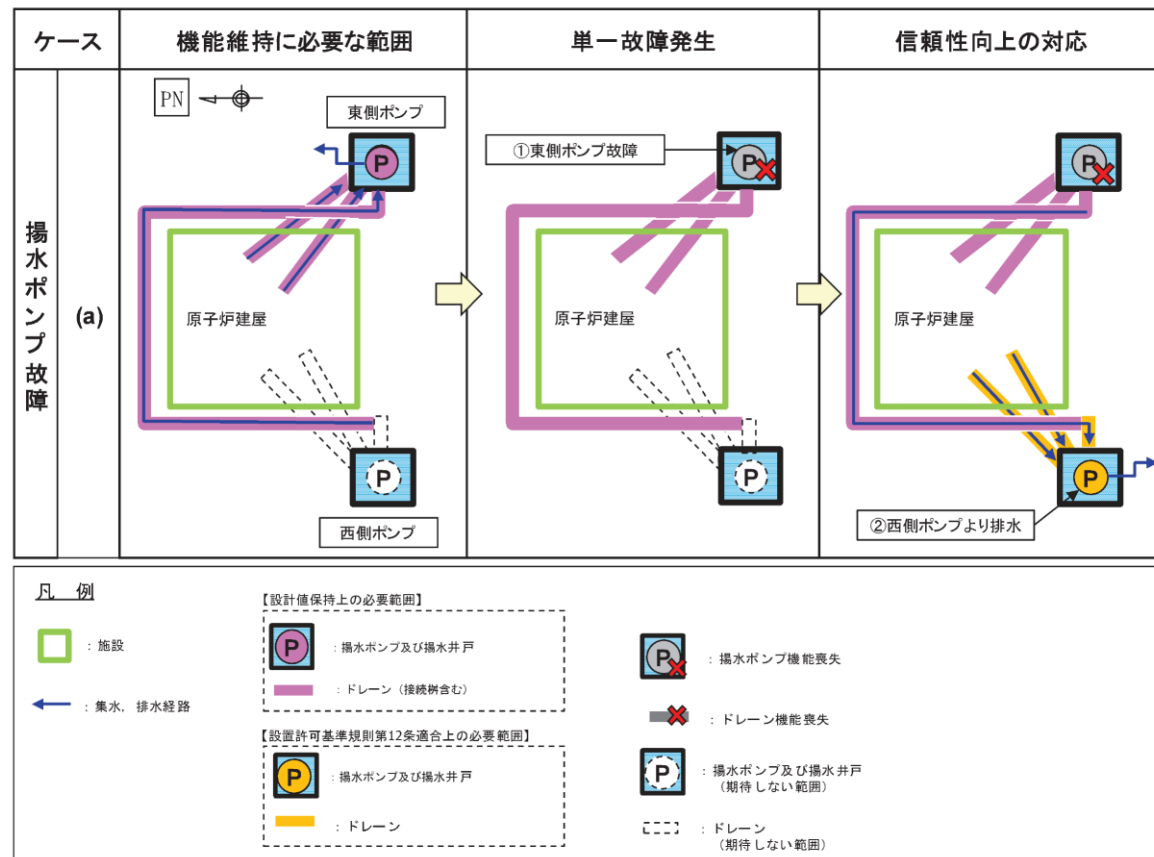 ケース
機能維持に必要な範囲
単一故障発生
信頼性向上の対応
揚水ポンプ故障
(a)
PN
東側ポンプ
P
原子炉建屋
P
西側ポンプ
①東側ポンプ故障
P
原子炉建屋
P
P
原子炉建屋
P
②西側ポンプより排水
凡 例
：施設
：集水，排水経路
【設計値保持上の必要範囲】
P
：揚水ポンプ及び揚水井戸
：ドレーン（接続桝含む）
【設置許可基準規則第12条適合上の必要範囲】
P
：揚水ポンプ及び揚水井戸
：ドレーン
P
：揚水ポンプ機能喪失
：ドレーン機能喪失
P
：揚水ポンプ及び揚水井戸
（期待しない範囲）
：ドレーン
（期待しない範囲）